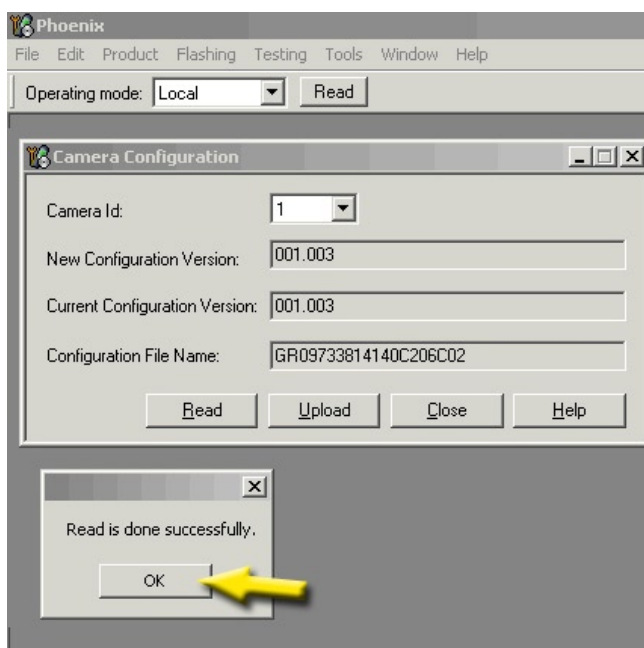 Phoenix
File Edit Product Flashing Testing Tools Window Help
Operating mode: Local Read
Camera Configuration
Camera Id: 1
New Configuration Version: 001.003
Current Configuration Version: 001.003
Configuration File Name: GR09733814140C206C02
Read Upload Close Help
Read is done successfully.
OK